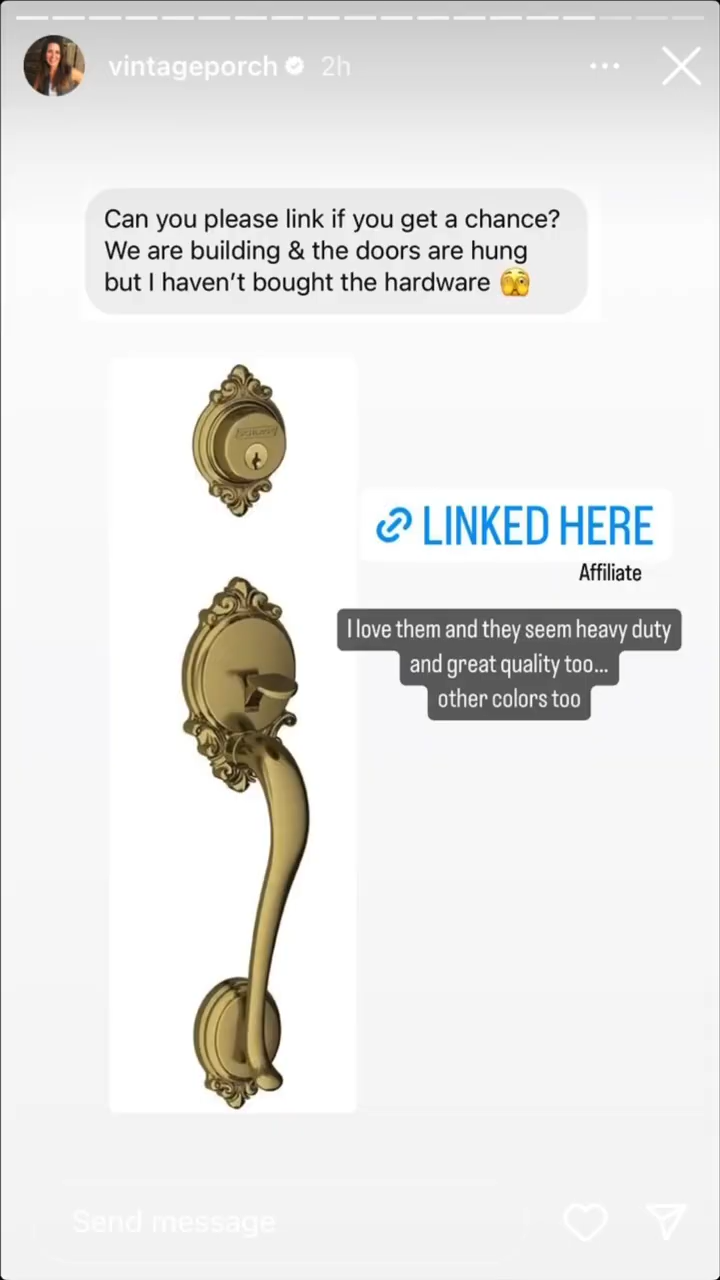 vintageporch 2h
Can you please link if you get a chance?
We are building & the doors are hung
but I haven't bought the hardware 🫣
SCHLAGE
LINKED HERE
Affiliate
I love them and they seem heavy duty
and great quality too...
other colors too
Send message